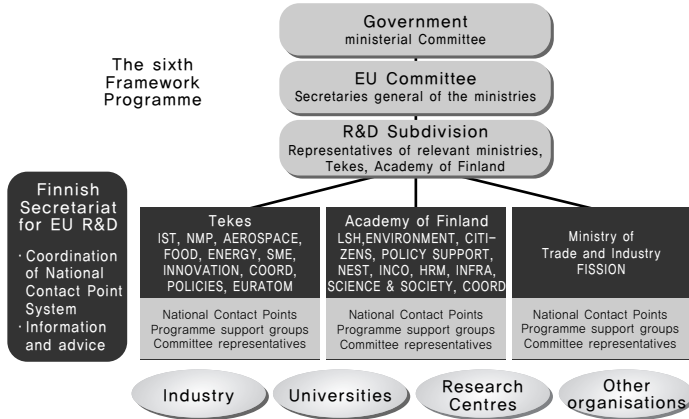 Government
ministerial Committee
The sixth
Framework
Programme
EU Committee
Secretaries general of the ministries
R&D Subdivision
Representatives of relevant ministries,
Tekes, Academy of Finland
Finnish
Secretariat
for EU R&D
· Coordination
of National
Contact Point
System
· Information
and advice
Tekes
IST, NMP, AEROSPACE,
FOOD, ENERGY, SME,
INNOVATION, COORD,
POLICIES, EURATOM
National Contact Points
Programme support groups
Committee representatives
Academy of Finland
LSH,ENVIRONMENT, CITI-
ZENS, POLICY SUPPORT,
NEST, INCO, HRM, INFRA,
SCIENCE & SOCIETY, COORD
National Contact Points
Programme support groups
Committee representatives
Ministry of
Trade and Industry
FISSION
National Contact Points
Programme support groups
Committee representatives
Industry
Universities
Research
Centres
Other
organisations